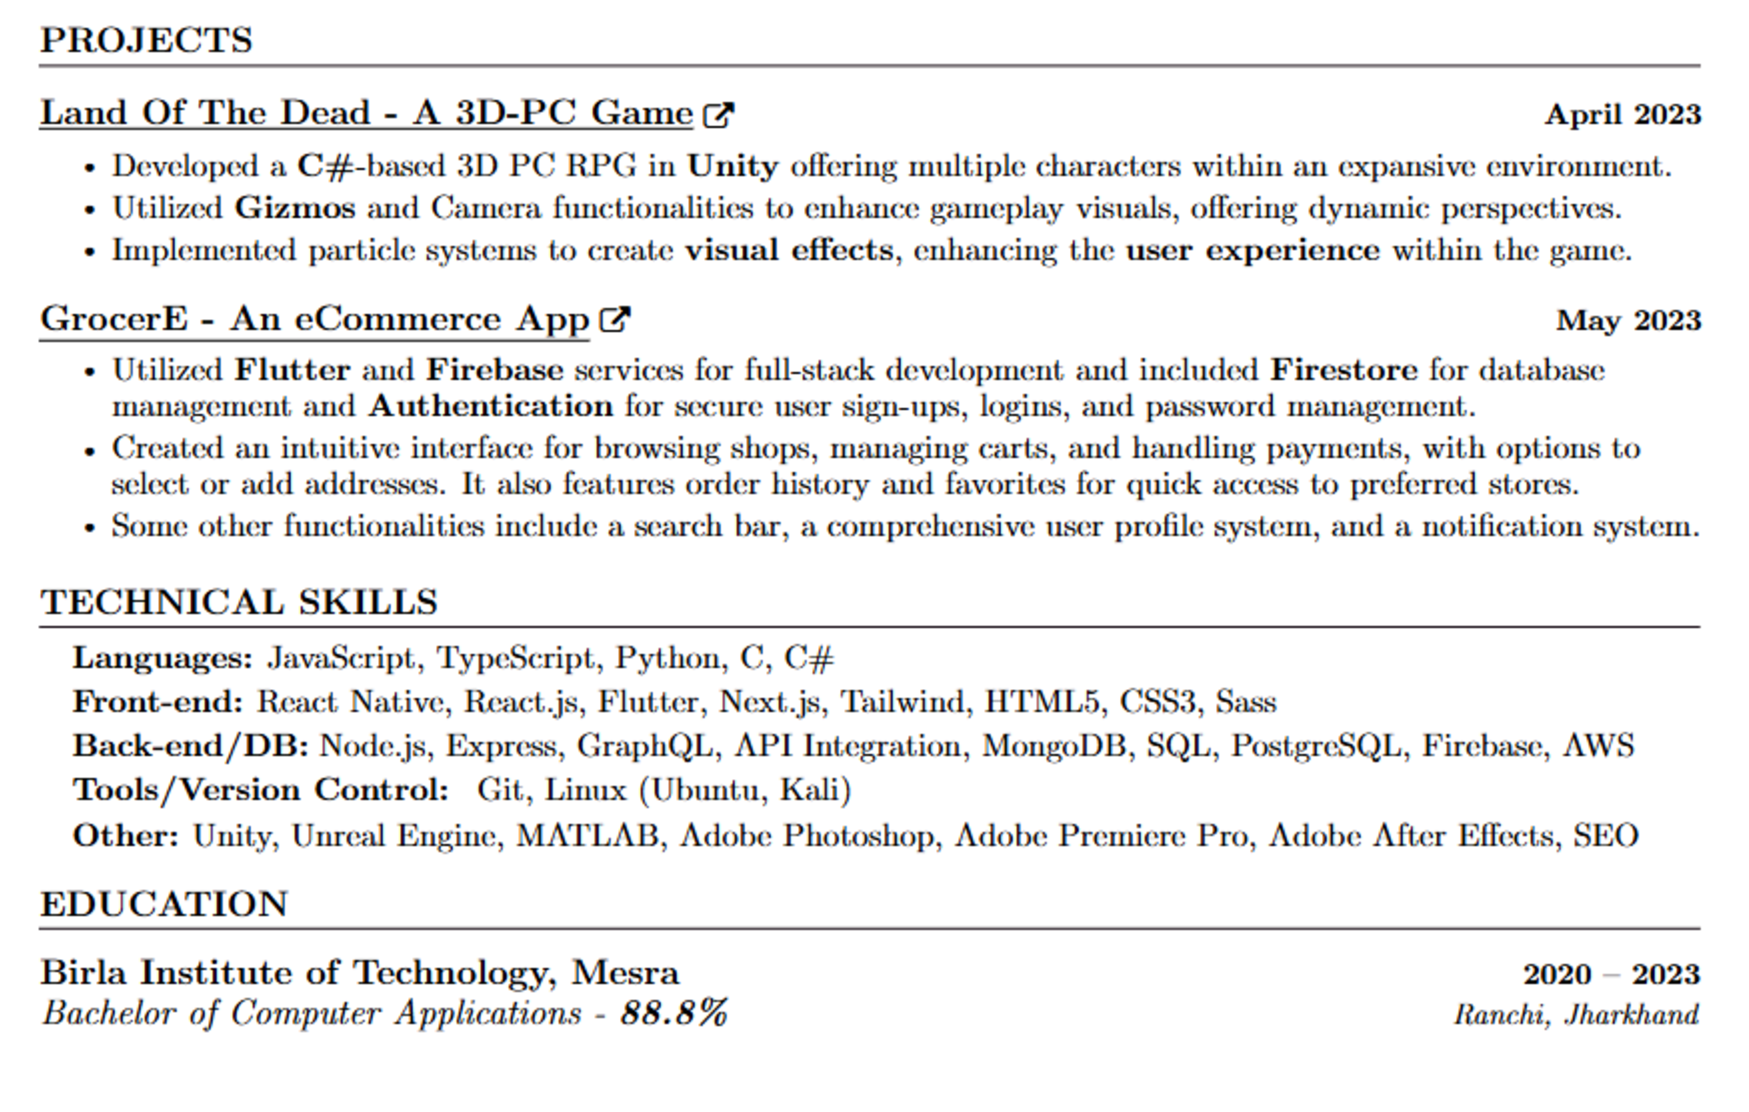 PROJECTS
Land Of The Dead - A 3D-PC Game
April 2023
• Developed a C#-based 3D PC RPG in Unity offering multiple characters within an expansive environment.
• Utilized Gizmos and Camera functionalities to enhance gameplay visuals, offering dynamic perspectives.
• Implemented particle systems to create visual effects, enhancing the user experience within the game.
GrocerE - An eCommerce App
May 2023
• Utilized Flutter and Firebase services for full-stack development and included Firestore for database
management and Authentication for secure user sign-ups, logins, and password management.
• Created an intuitive interface for browsing shops, managing carts, and handling payments, with options to
select or add addresses. It also features order history and favorites for quick access to preferred stores.
• Some other functionalities include a search bar, a comprehensive user profile system, and a notification system.
TECHNICAL SKILLS
Languages: JavaScript, TypeScript, Python, C, C#
Front-end: React Native, React.js, Flutter, Next.js, Tailwind, HTML5, CSS3, Sass
Back-end/DB: Node.js, Express, GraphQL, API Integration, MongoDB, SQL, PostgreSQL, Firebase, AWS
Tools/Version Control: Git, Linux (Ubuntu, Kali)
Other: Unity, Unreal Engine, MATLAB, Adobe Photoshop, Adobe Premiere Pro, Adobe After Effects, SEO
EDUCATION
Birla Institute of Technology, Mesra
2020 – 2023
Bachelor of Computer Applications - 88.8%
Ranchi, Jharkhand